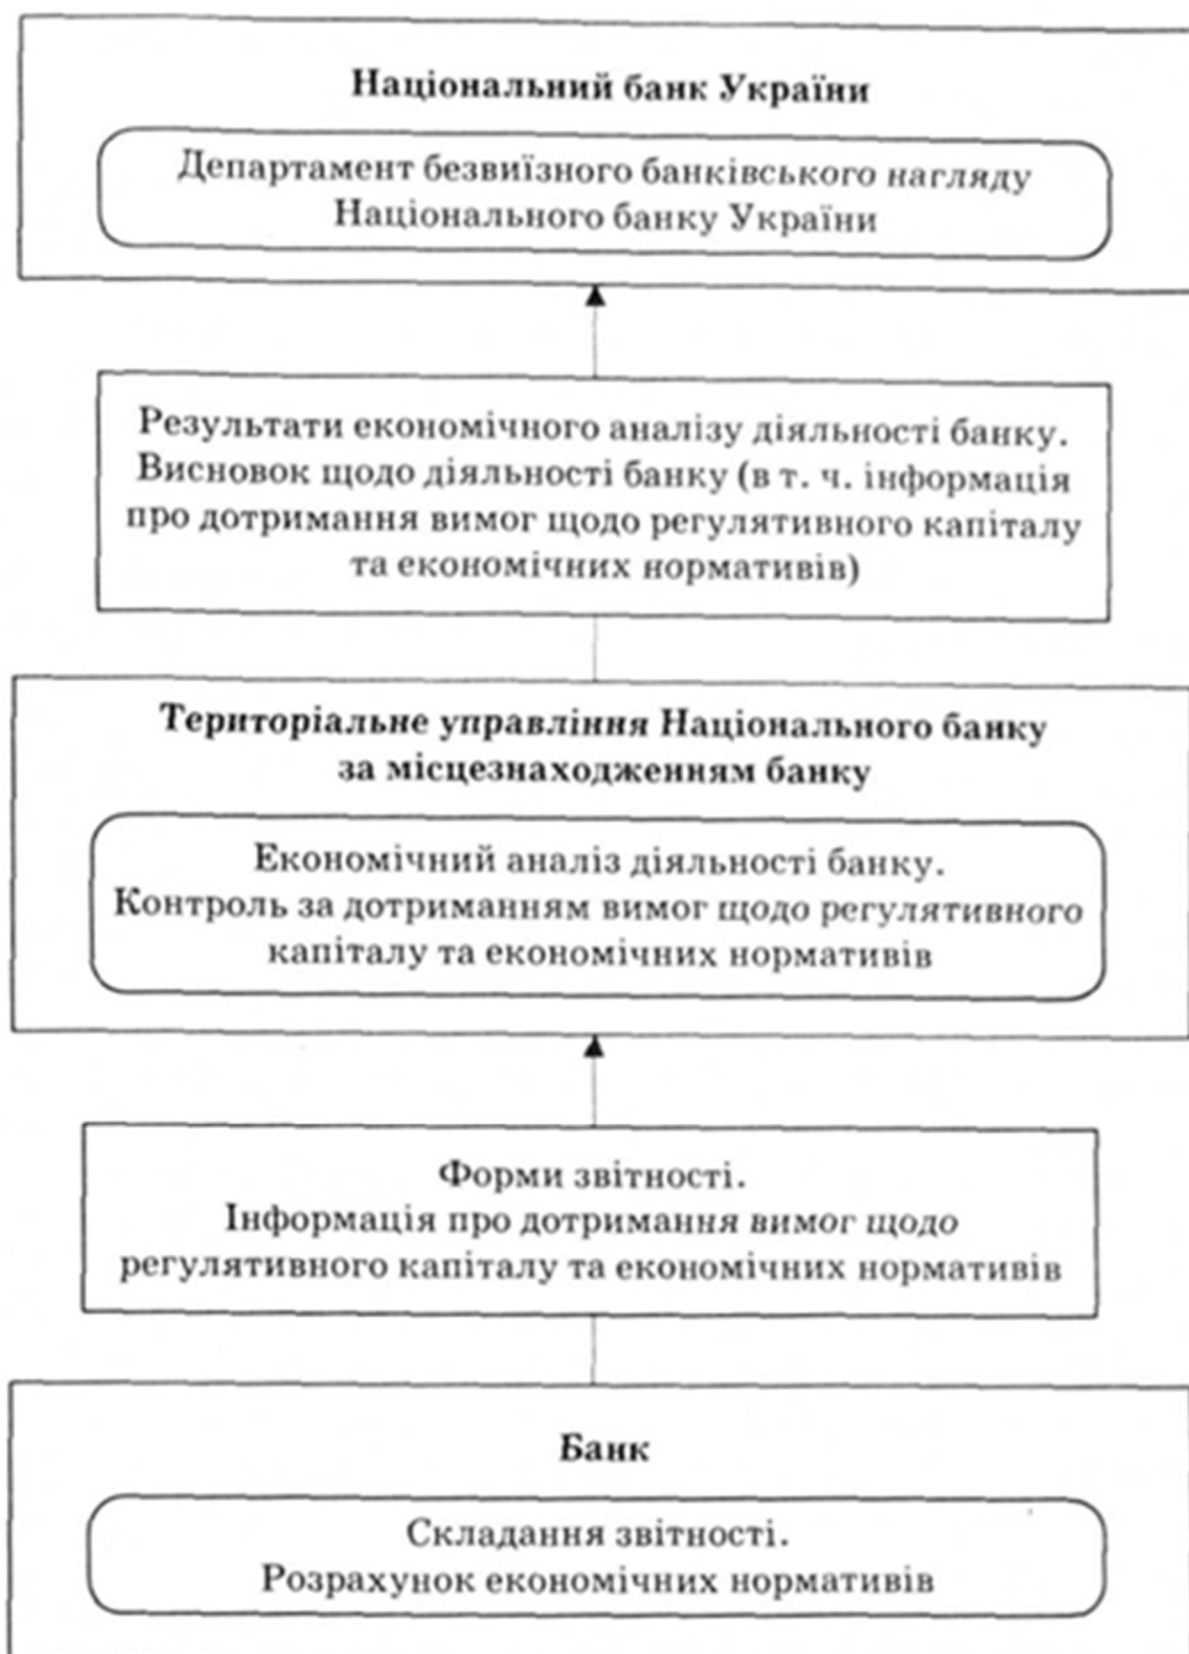 Національний банк України
Департамент безвиїзного банківського нагляду
Національного банку України
Результати економічного аналізу діяльності банку.
Висновок щодо діяльності банку (в т. ч. інформація
про дотримання вимог щодо регулятивного капіталу
та економічних нормативів)
Територіальне управління Національного банку
за місцезнаходженням банку
Економічний аналіз діяльності банку.
Контроль за дотриманням вимог щодо регулятивного
капіталу та економічних нормативів
Форми звітності.
Інформація про дотримання вимог щодо
регулятивного капіталу та економічних нормативів
Банк
Складання звітності.
Розрахунок економічних нормативів